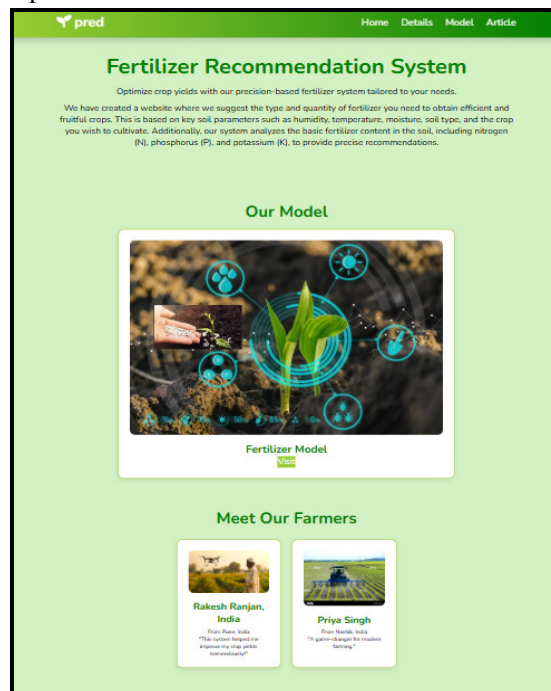 pred
Home Details Model Article
Fertilizer Recommendation System
Optimize crop yields with our precision-based fertilizer system tailored to your needs.
We have created a website where we suggest the type and quantity of fertilizer you need to obtain efficient and
fruitful crops. This is based on key soil parameters such as humidity, temperature, moisture, soil type, and the crop
you wish to cultivate. Additionally, our system analyzes the basic fertilizer content in the soil, including nitrogen
(N), phosphorus (P), and potassium (K), to provide precise recommendations.
Our Model
Fertilizer Model
Visit
Meet Our Farmers
Rakesh Ranjan,
India
From Pune, India
"This system helped me
improve my crop yields
tremendously!"
Priya Singh
From Nashik, India
"A game-changer for modern
farming."